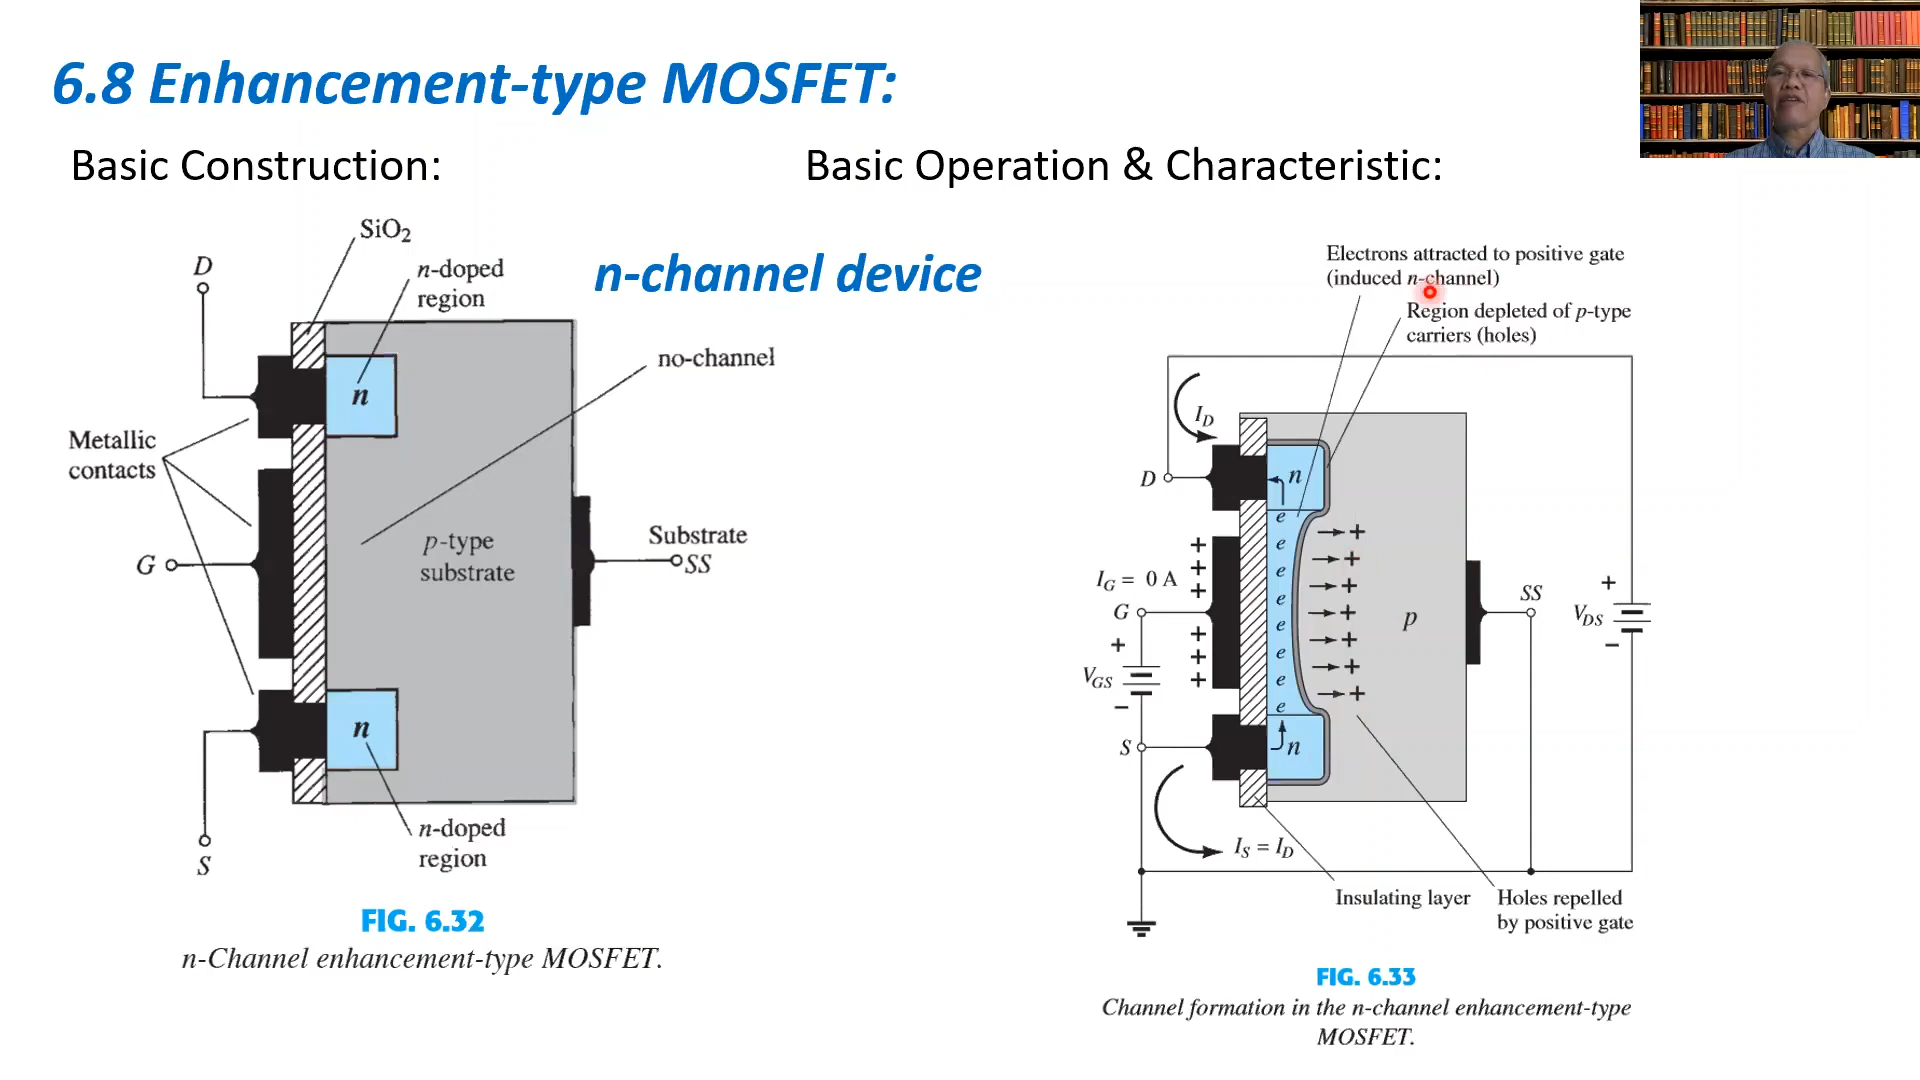 6.8 Enhancement-type MOSFET:
Basic Construction:
Basic Operation & Characteristic:
n-channel device
SiO2
D
n-doped
region
n
no-channel
Metallic
contacts
G
p-type
substrate
Substrate
SS
n
S
n-doped
region
FIG. 6.32
n-Channel enhancement-type MOSFET.
Electrons attracted to positive gate
(induced n-channel)
Region depleted of p-type
carriers (holes)
ID
D
n
e
e
e
e
e
e
e
e
+
+
+
+
+
+
+
+
+
+
+
+
+
IG = 0 A
G
+
VGS
−
p
SS
+
VDS
−
S
n
IS = ID
Insulating layer
Holes repelled
by positive gate
FIG. 6.33
Channel formation in the n-channel enhancement-type
MOSFET.